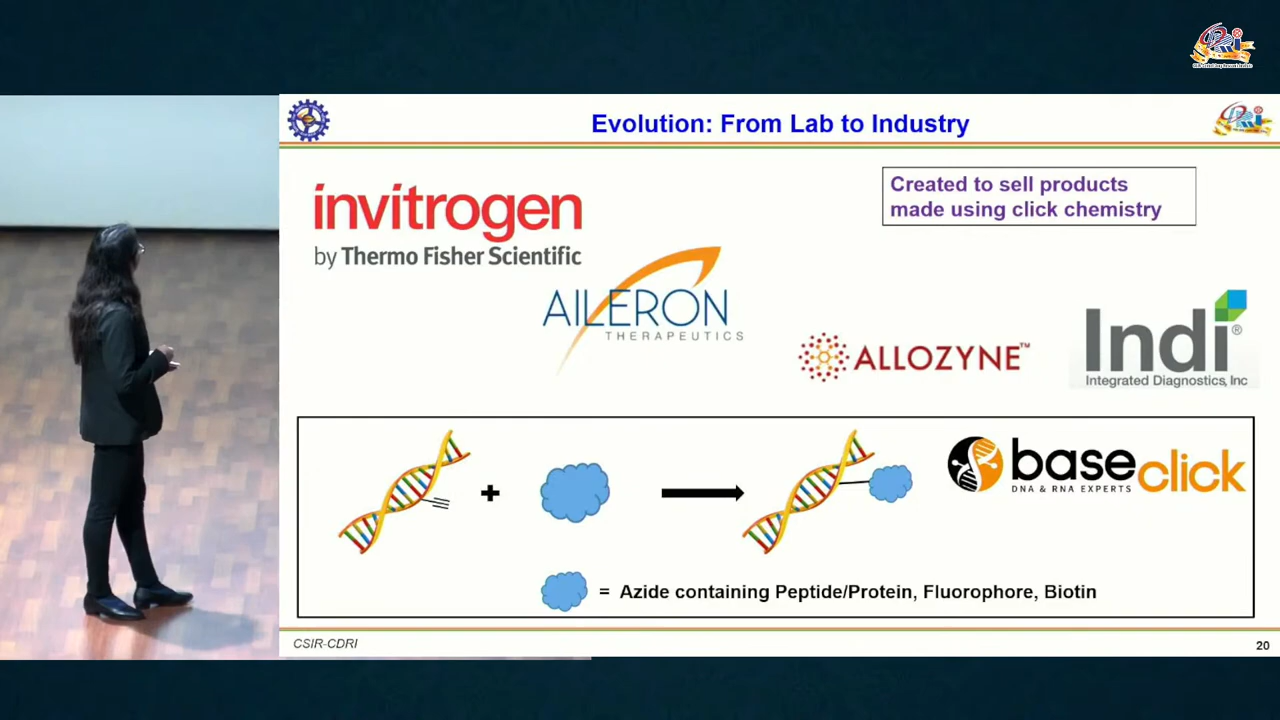 Evolution: From Lab to Industry
invitrogen
by Thermo Fisher Scientific
Created to sell products
made using click chemistry
AILERON
THERAPEUTICS
ALLOZYNE™
Indi®
Integrated Diagnostics, Inc
+
baseclick
DNA & RNA EXPERTS
= Azide containing Peptide/Protein, Fluorophore, Biotin
CSIR-CDRI
20